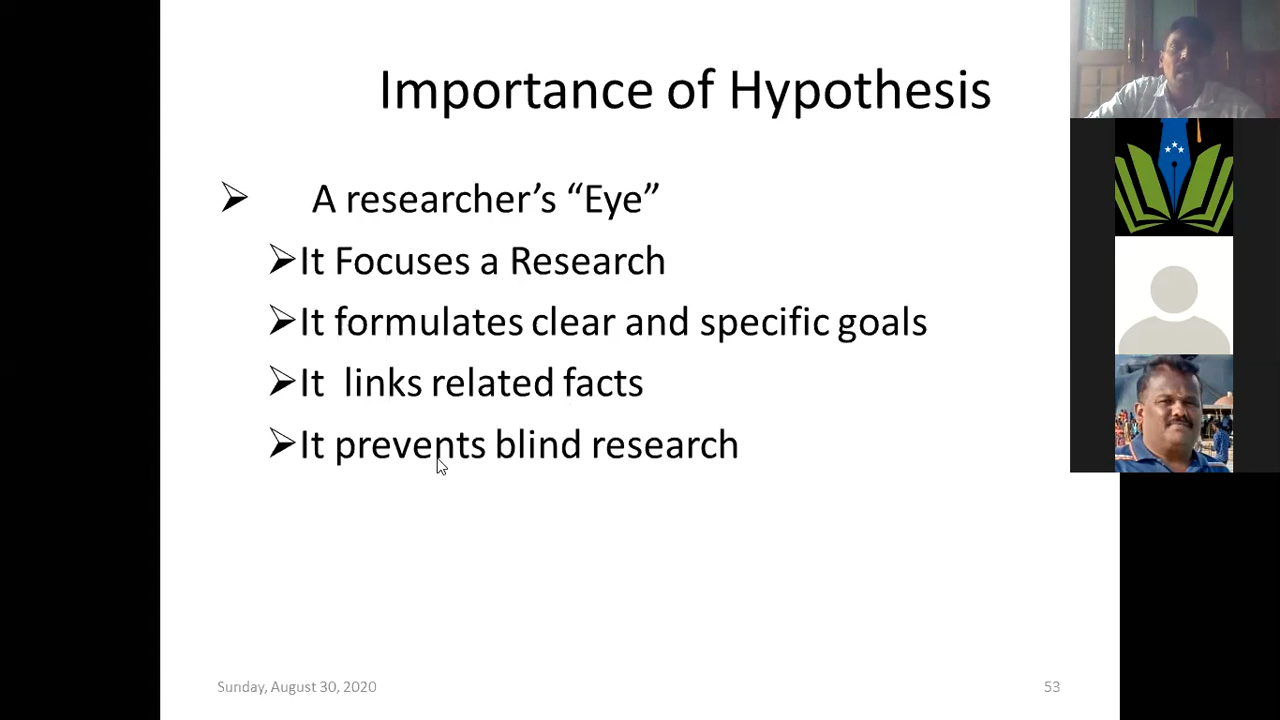 Importance of Hypothesis
➢ A researcher’s “Eye”
➢It Focuses a Research
➢It formulates clear and specific goals
➢It links related facts
➢It prevents blind research
Sunday, August 30, 2020
53